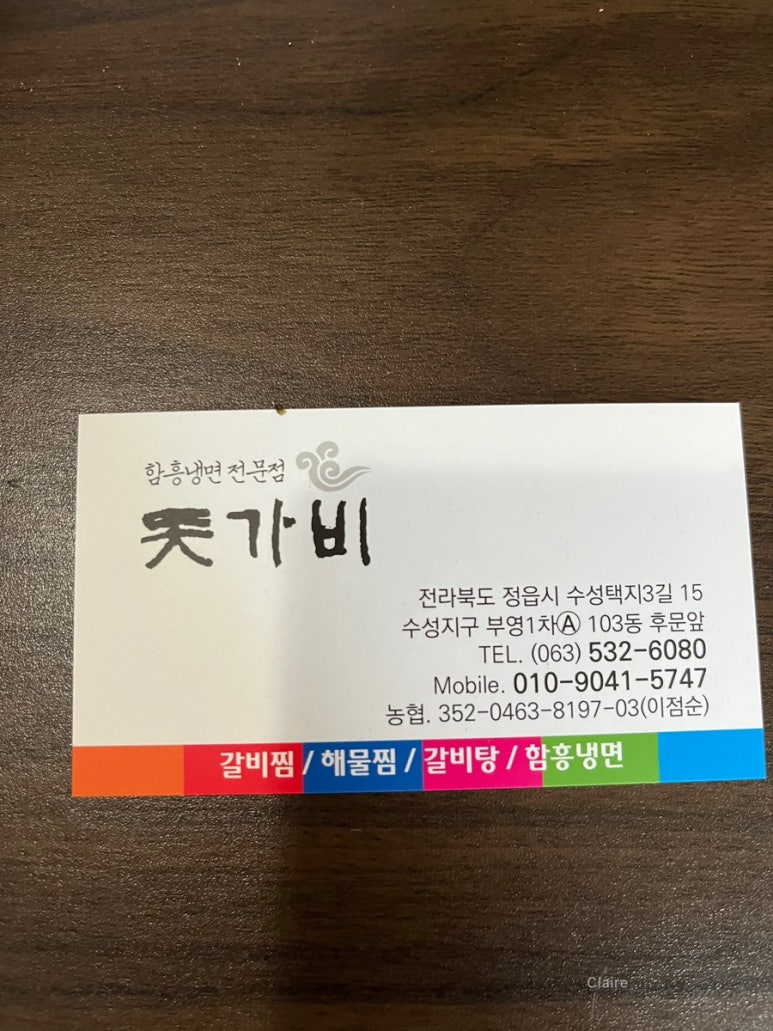 함흥냉면 전문점
뜻가비
전라북도 정읍시 수성택지3길 15
수성지구 부영1차Ⓐ 103동 후문앞
TEL. (063) 532-6080
Mobile. 010-9041-5747
농협. 352-0463-8197-03(이점순)
갈비찜 / 해물찜 / 갈비탕 / 함흥냉면
Claire